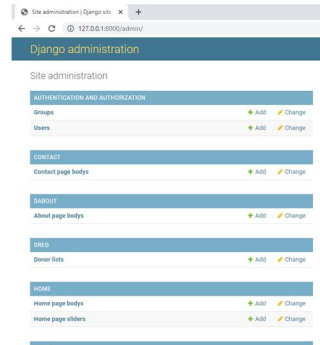 Site administration | Django site
127.0.0.1:8000/admin/
Django administration
Site administration
AUTHENTICATION AND AUTHORIZATION
Groups + Add Change
Users + Add Change
CONTACT
Contact page bodys + Add Change
DABOUT
About page bodys + Add Change
DREG
Donor lists + Add Change
HOME
Home page bodys + Add Change
Home page sliders + Add Change